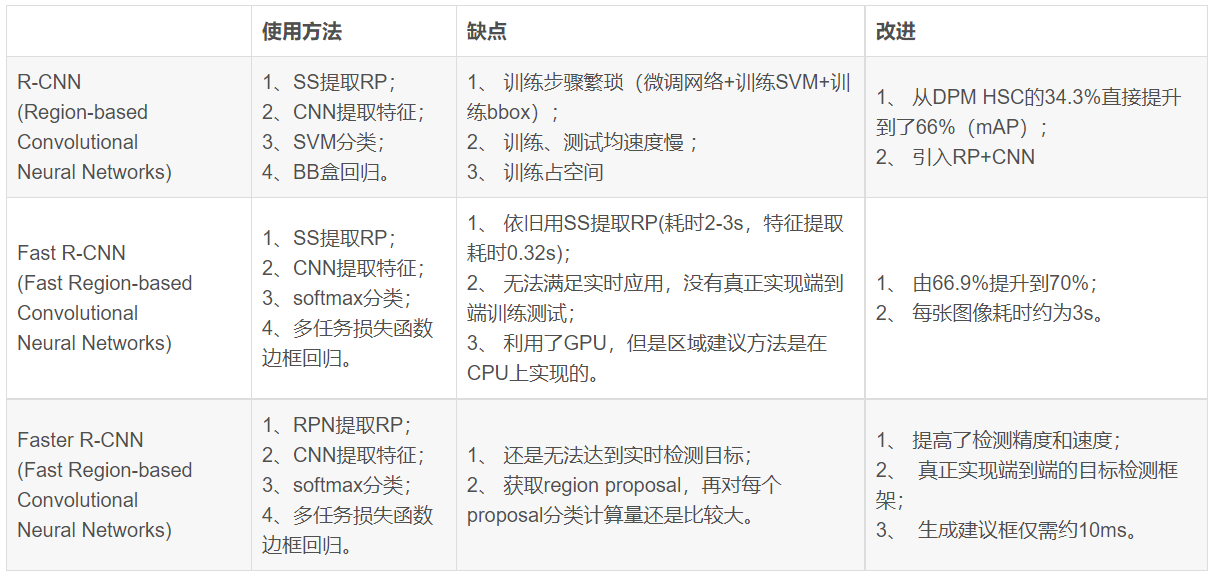 使用方法 缺点 改进
R-CNN
(Region-based
Convolutional
Neural Networks)
1、SS提取RP；
2、CNN提取特征；
3、SVM分类；
4、BB盒回归。
1、 训练步骤繁琐（微调网络+训练SVM+训
练bbox）；
2、 训练、测试均速度慢 ；
3、 训练占空间
1、 从DPM HSC的34.3%直接提升
到了66%（mAP）；
2、 引入RP+CNN
Fast R-CNN
(Fast Region-based
Convolutional
Neural Networks)
1、SS提取RP；
2、CNN提取特征；
3、softmax分类；
4、多任务损失函数
边框回归。
1、 依旧用SS提取RP(耗时2-3s，特征提取
耗时0.32s)；
2、 无法满足实时应用，没有真正实现端到
端训练测试；
3、 利用了GPU，但是区域建议方法是在
CPU上实现的。
1、 由66.9%提升到70%；
2、 每张图像耗时约为3s。
Faster R-CNN
(Fast Region-based
Convolutional
Neural Networks)
1、RPN提取RP；
2、CNN提取特征；
3、softmax分类；
4、多任务损失函数
边框回归。
1、 还是无法达到实时检测目标；
2、 获取region proposal，再对每个
proposal分类计算量还是比较大。
1、 提高了检测精度和速度；
2、 真正实现端到端的目标检测框
架；
3、 生成建议框仅需约10ms。